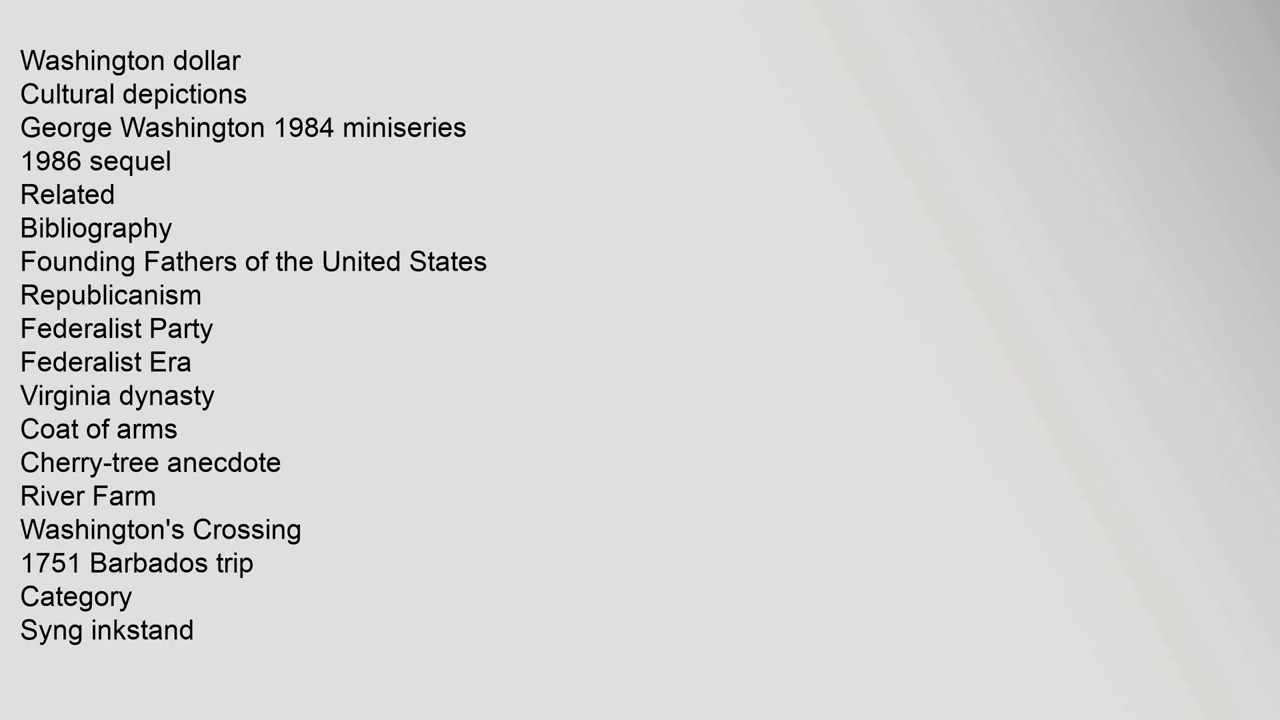 Washington dollar
Cultural depictions
George Washington 1984 miniseries
1986 sequel
Related
Bibliography
Founding Fathers of the United States
Republicanism
Federalist Party
Federalist Era
Virginia dynasty
Coat of arms
Cherry-tree anecdote
River Farm
Washington's Crossing
1751 Barbados trip
Category
Syng inkstand